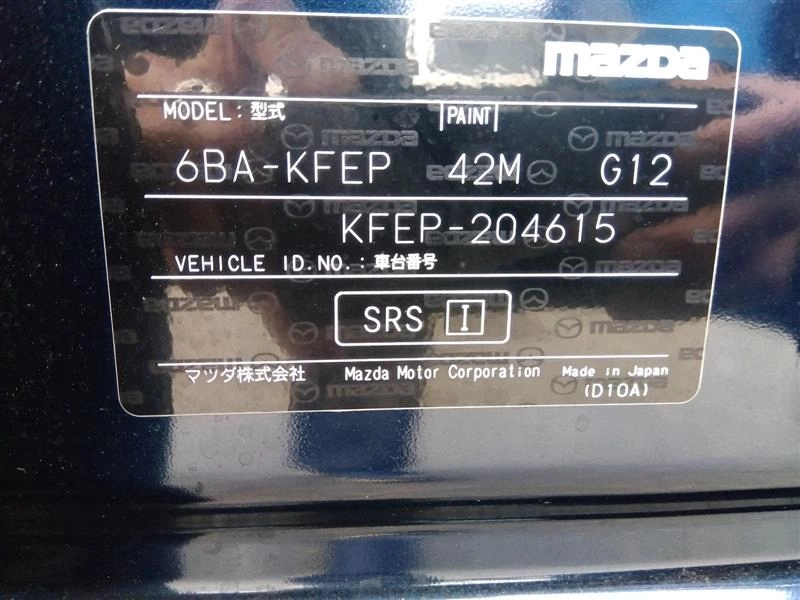 mazda
MODEL : 型式 |PAINT|
6BA-KFEP 42M G12
KFEP-204615
VEHICLE ID.NO. : 車台番号
SRS I
マツダ株式会社 Mazda Motor Corporation Made in Japan
(D10A)